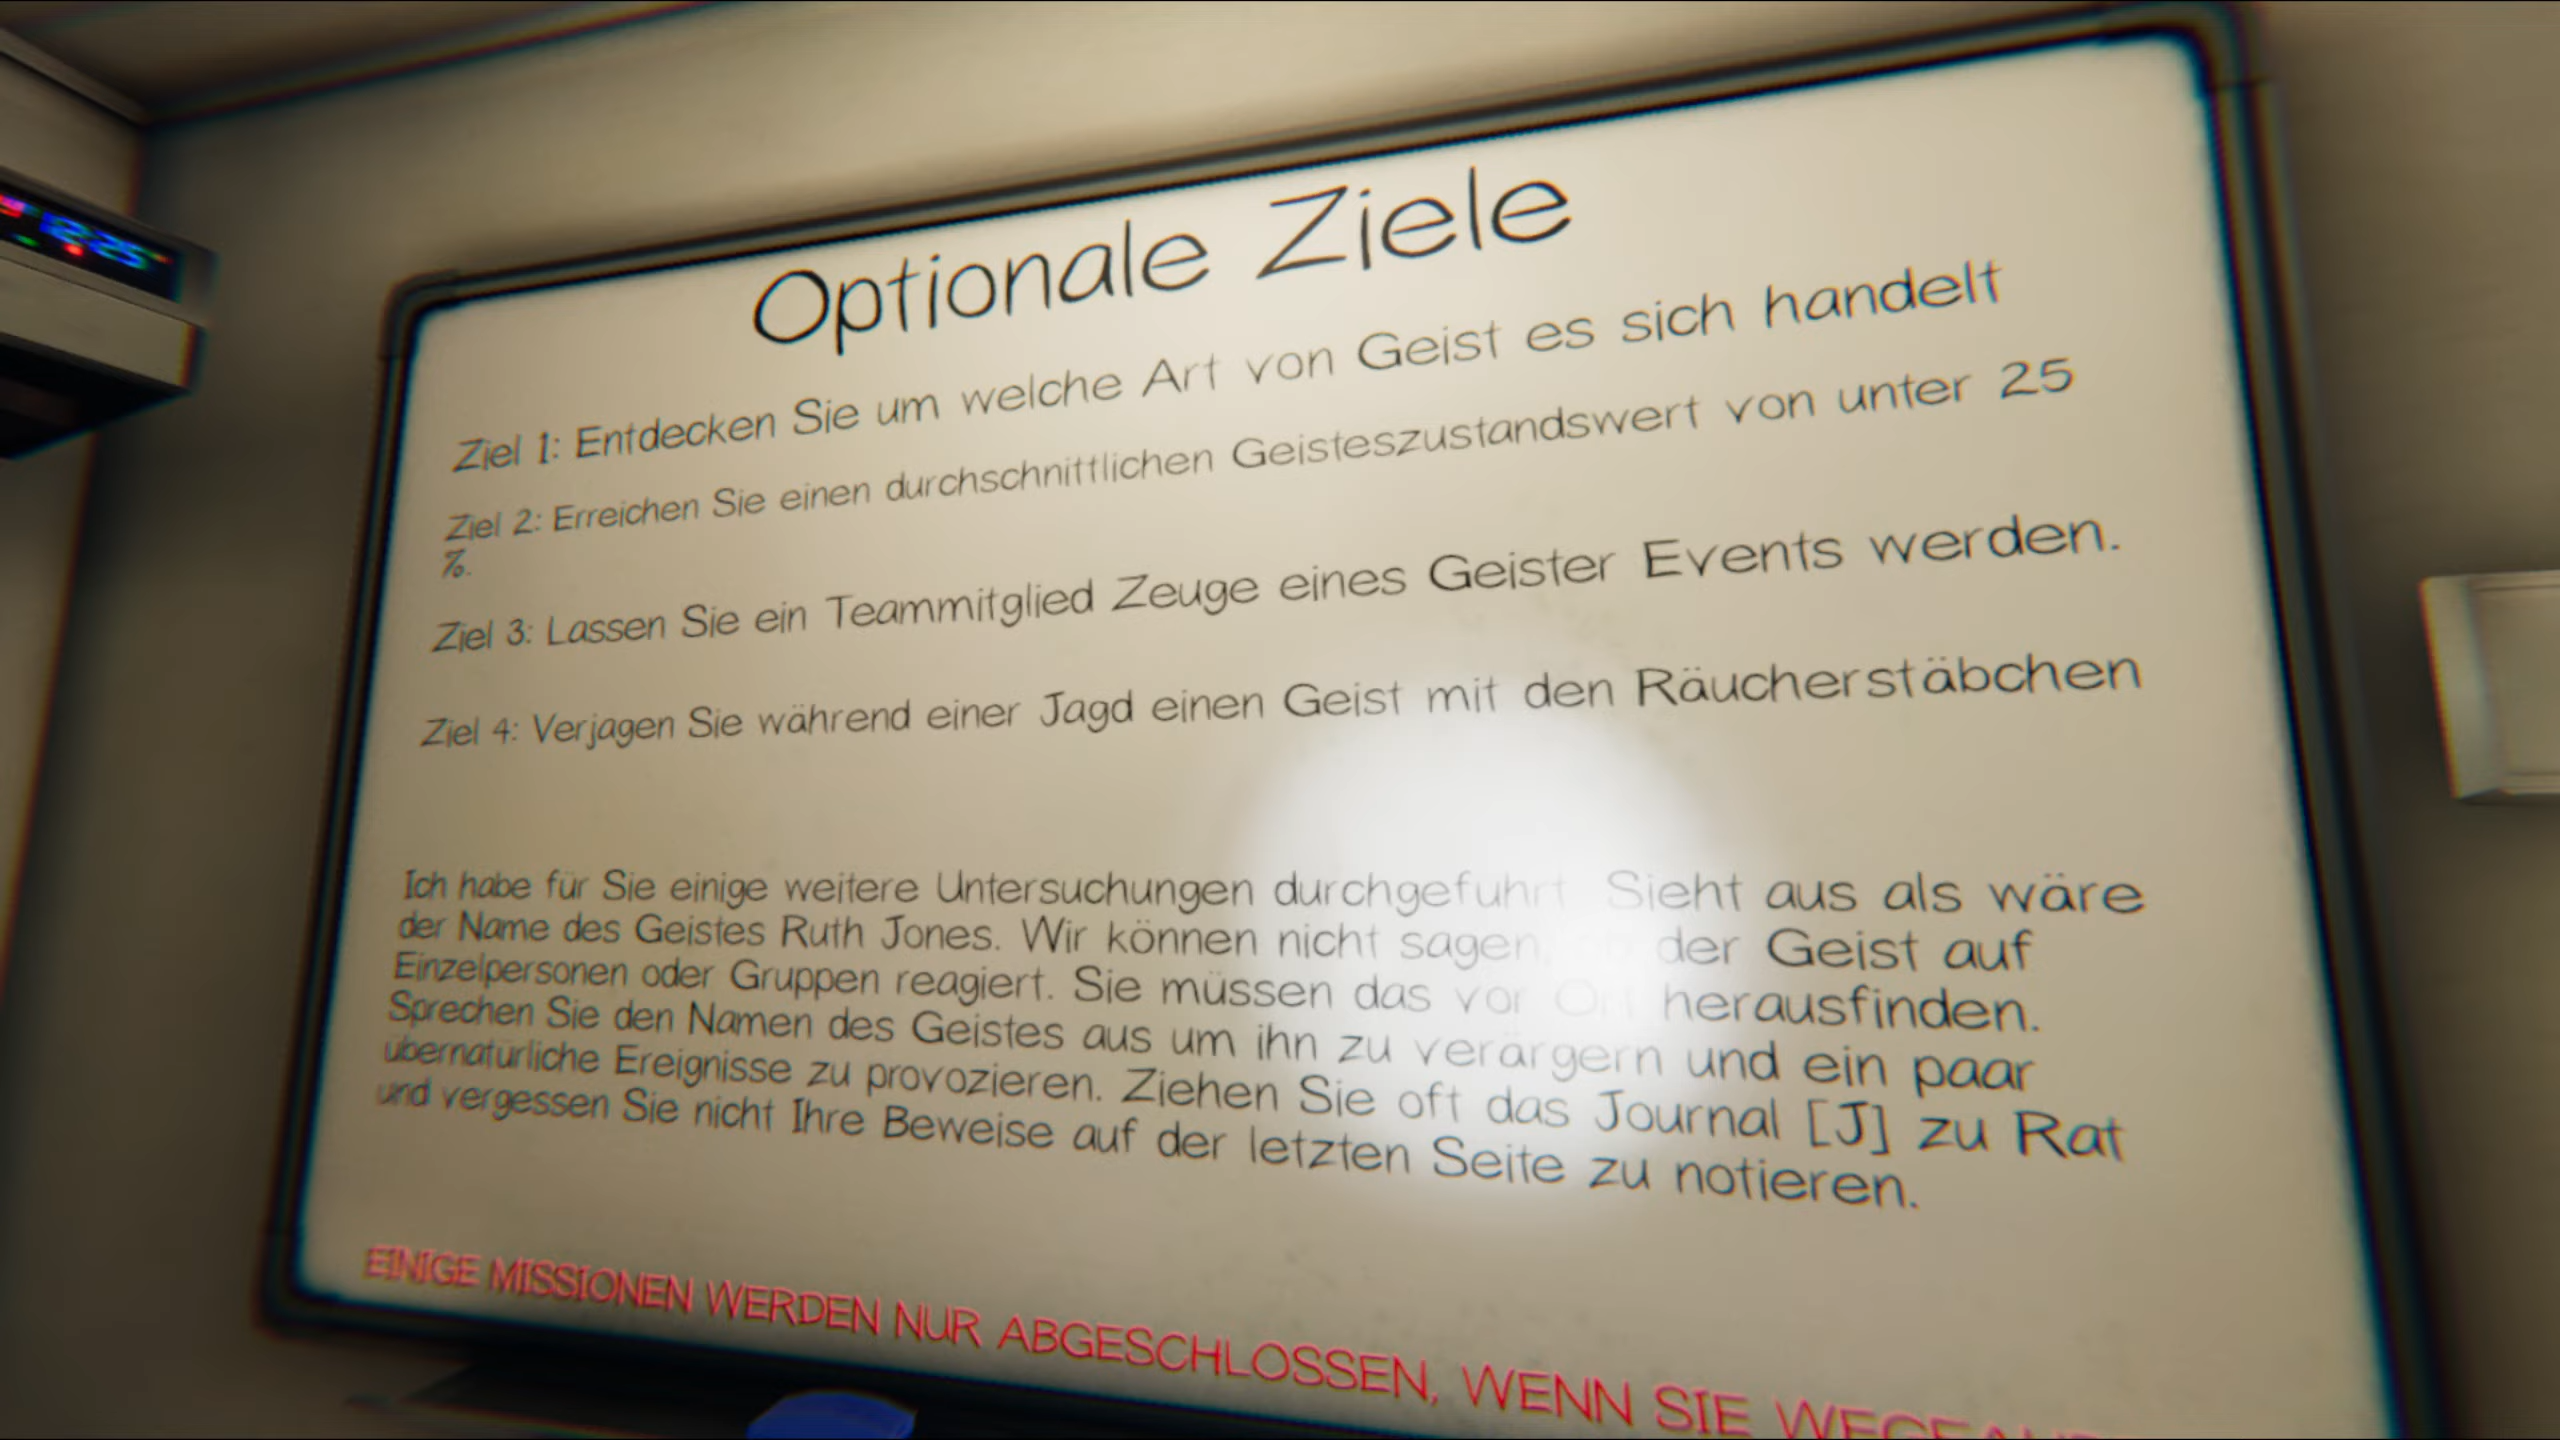 12:25
Optionale Ziele
Ziel 1: Entdecken Sie um welche Art von Geist es sich handelt
Ziel 2: Erreichen Sie einen durchschnittlichen Geisteszustandswert von unter 25
%.
Ziel 3: Lassen Sie ein Teammitglied Zeuge eines Geister Events werden.
Ziel 4: Verjagen Sie während einer Jagd einen Geist mit den Räucherstäbchen
Ich habe für Sie einige weitere Untersuchungen durchgeführt. Sieht aus als wäre
der Name des Geistes Ruth Jones. Wir können nicht sagen, der Geist auf
Einzelpersonen oder Gruppen reagiert. Sie müssen das vor Ort herausfinden.
Sprechen Sie den Namen des Geistes aus um ihn zu verärgern und ein paar
übernatürliche Ereignisse zu provozieren. Ziehen Sie oft das Journal [J] zu Rat
und vergessen Sie nicht Ihre Beweise auf der letzten Seite zu notieren.
EINIGE MISSIONEN WERDEN NUR ABGESCHLOSSEN, WENN SIE